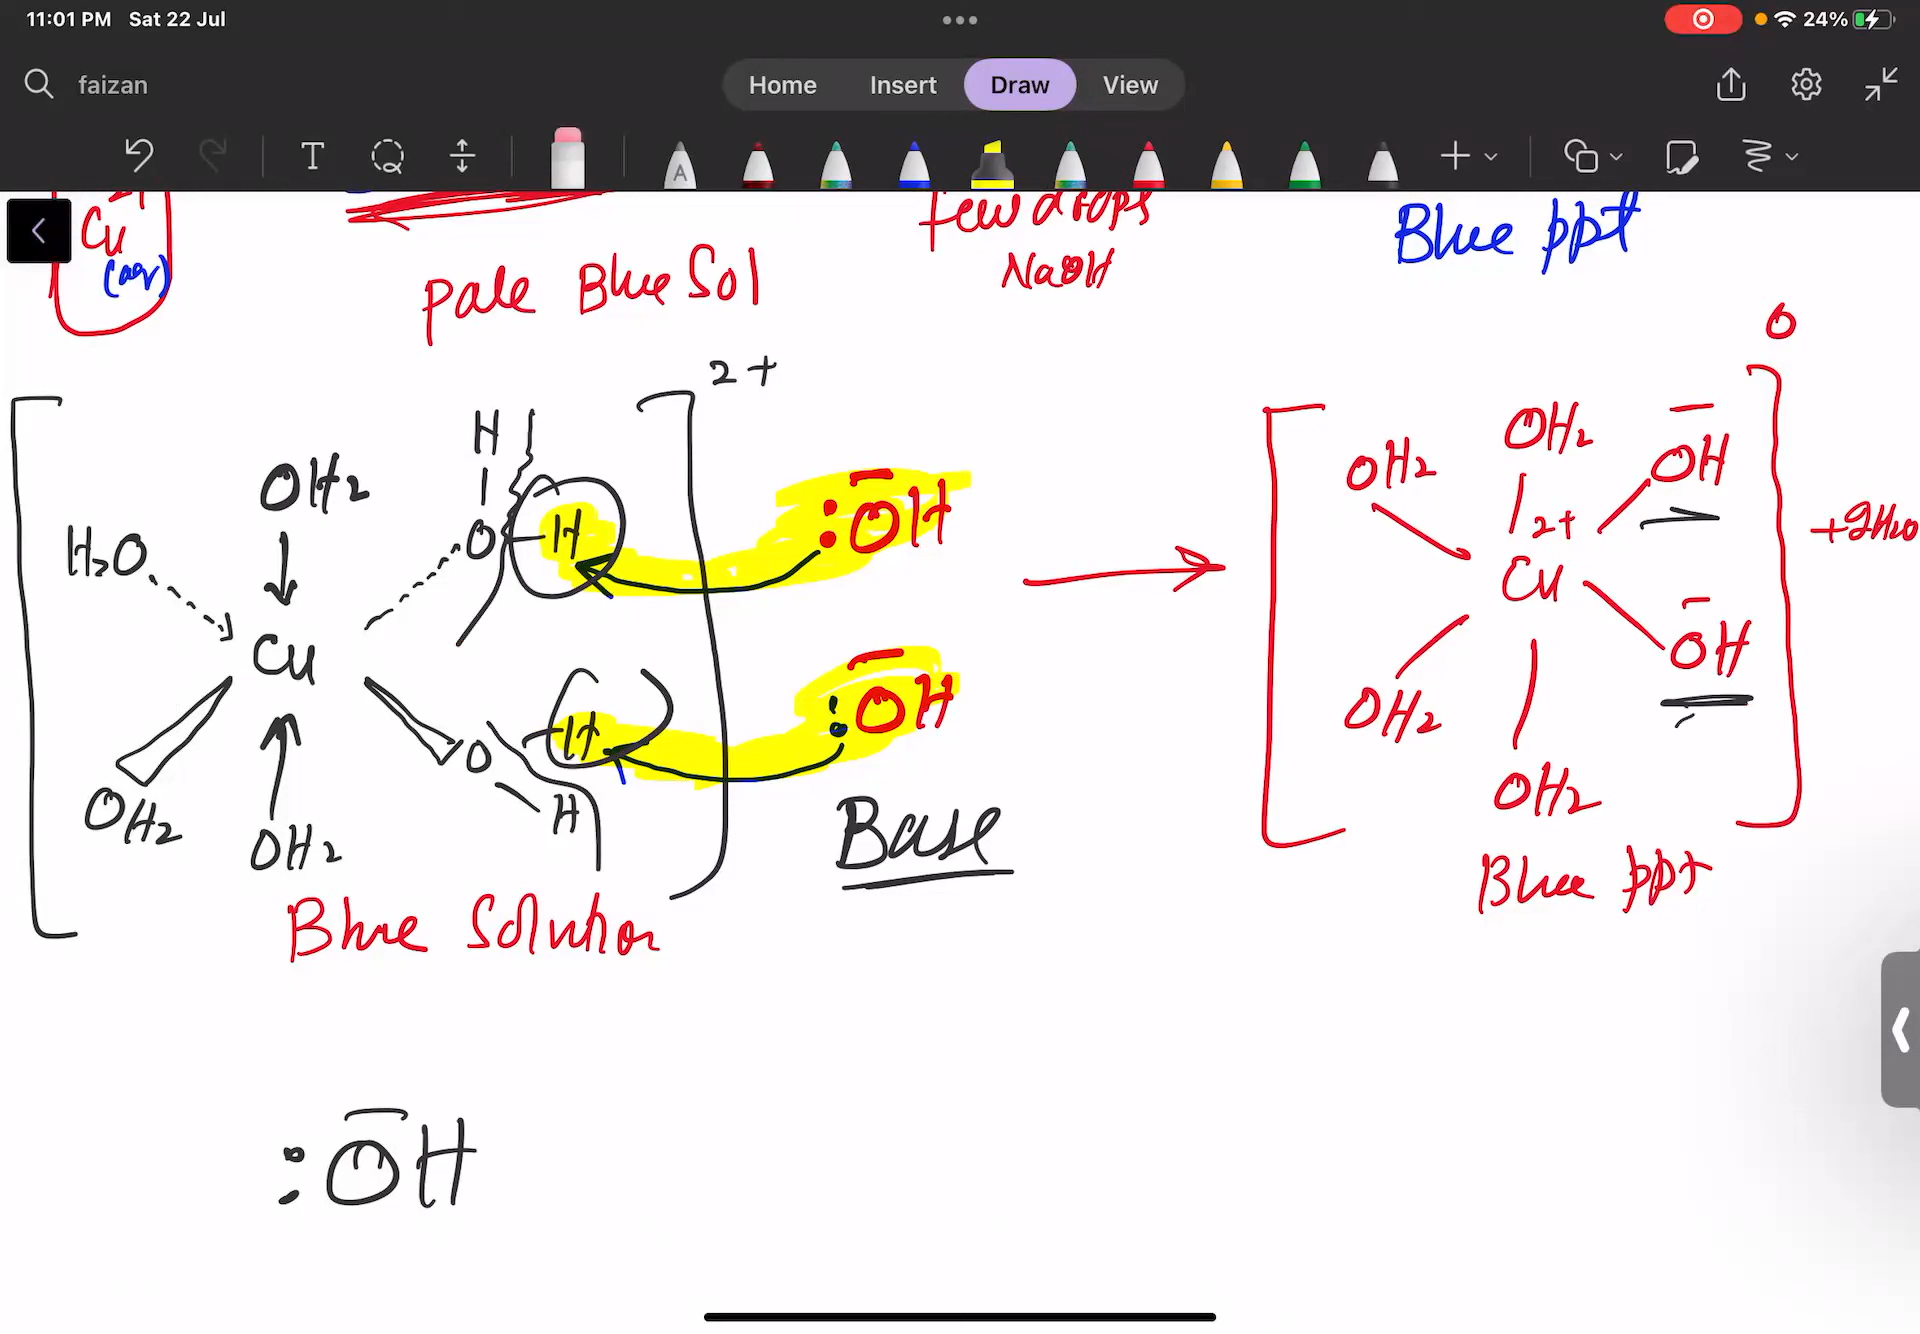 11:01 PM Sat 22 Jul
24%
faizan
Home Insert Draw View
T
A
Cu
(aq)
Pale Blue Sol
few drops
NaOH
Blue ppt
2+
H
OH2
H2O
O-H
:OH
Cu
O-H
:OH
H
OH2
OH2
Base
Blue Solution
O
OH2
OH2
OH
2+
Cu
+2H2O
OH
OH2
OH2
Blue ppt
:OH